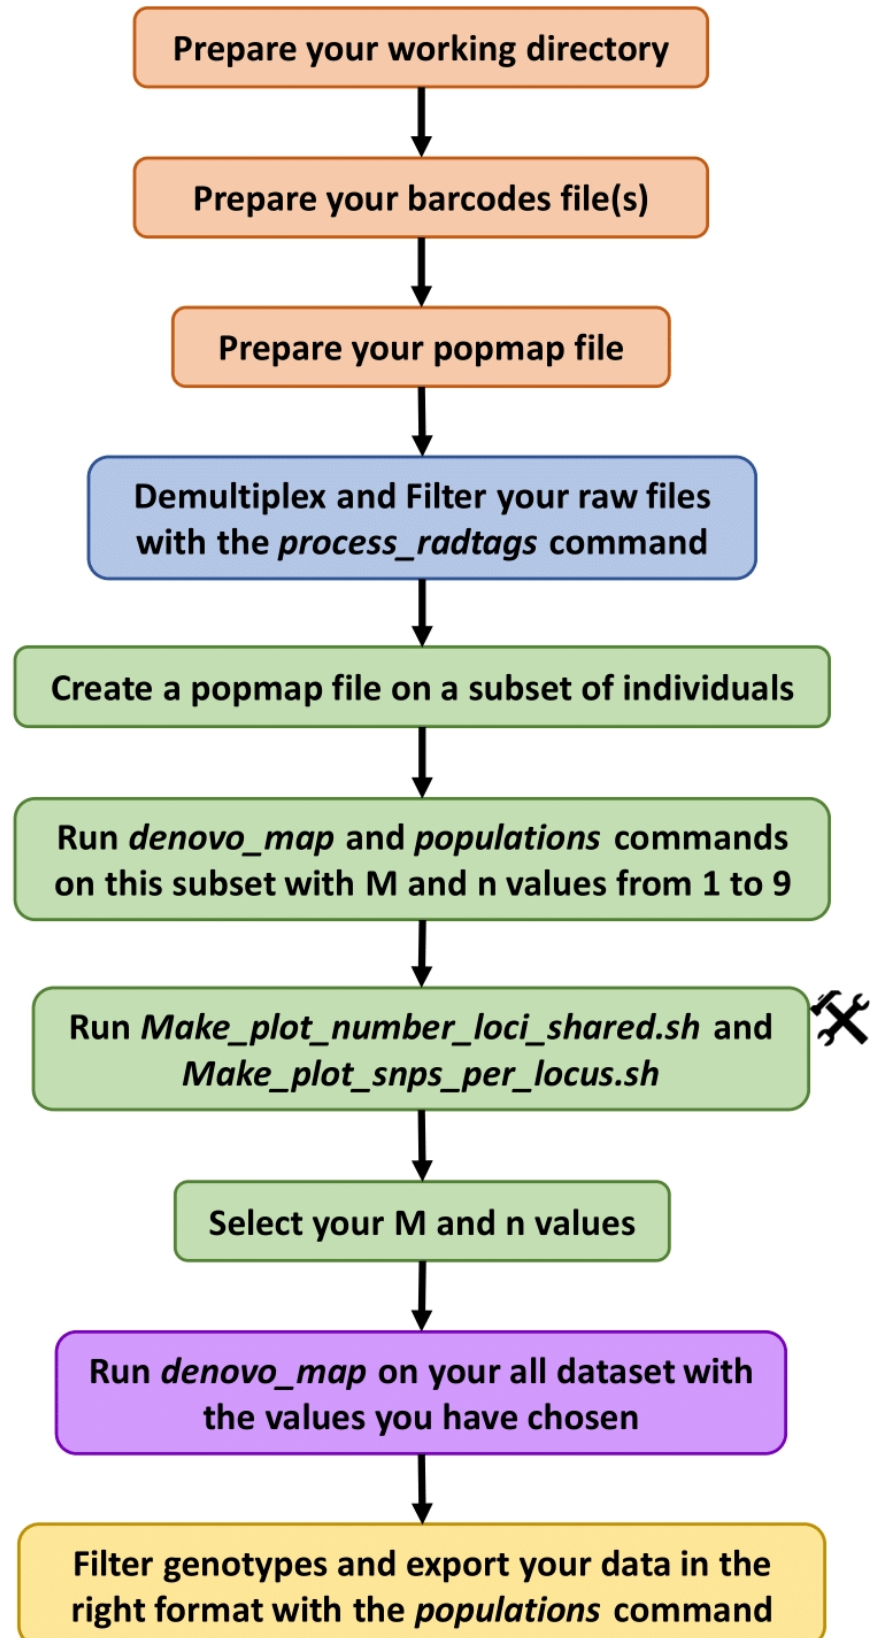 Prepare your working directory
Prepare your barcodes file(s)
Prepare your popmap file
Demultiplex and Filter your raw files
with the process_radtags command
Create a popmap file on a subset of individuals
Run denovo_map and populations commands
on this subset with M and n values from 1 to 9
Run Make_plot_number_loci_shared.sh and
Make_plot_snps_per_locus.sh
Select your M and n values
Run denovo_map on your all dataset with
the values you have chosen
Filter genotypes and export your data in the
right format with the populations command